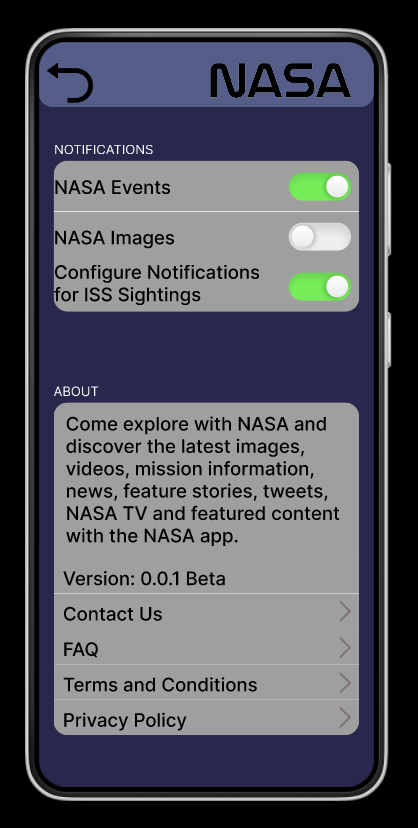 NASA
NOTIFICATIONS
NASA Events
NASA Images
Configure Notifications
for ISS Sightings
ABOUT
Come explore with NASA and
discover the latest images,
videos, mission information,
news, feature stories, tweets,
NASA TV and featured content
with the NASA app.
Version: 0.0.1 Beta
Contact Us
FAQ
Terms and Conditions
Privacy Policy